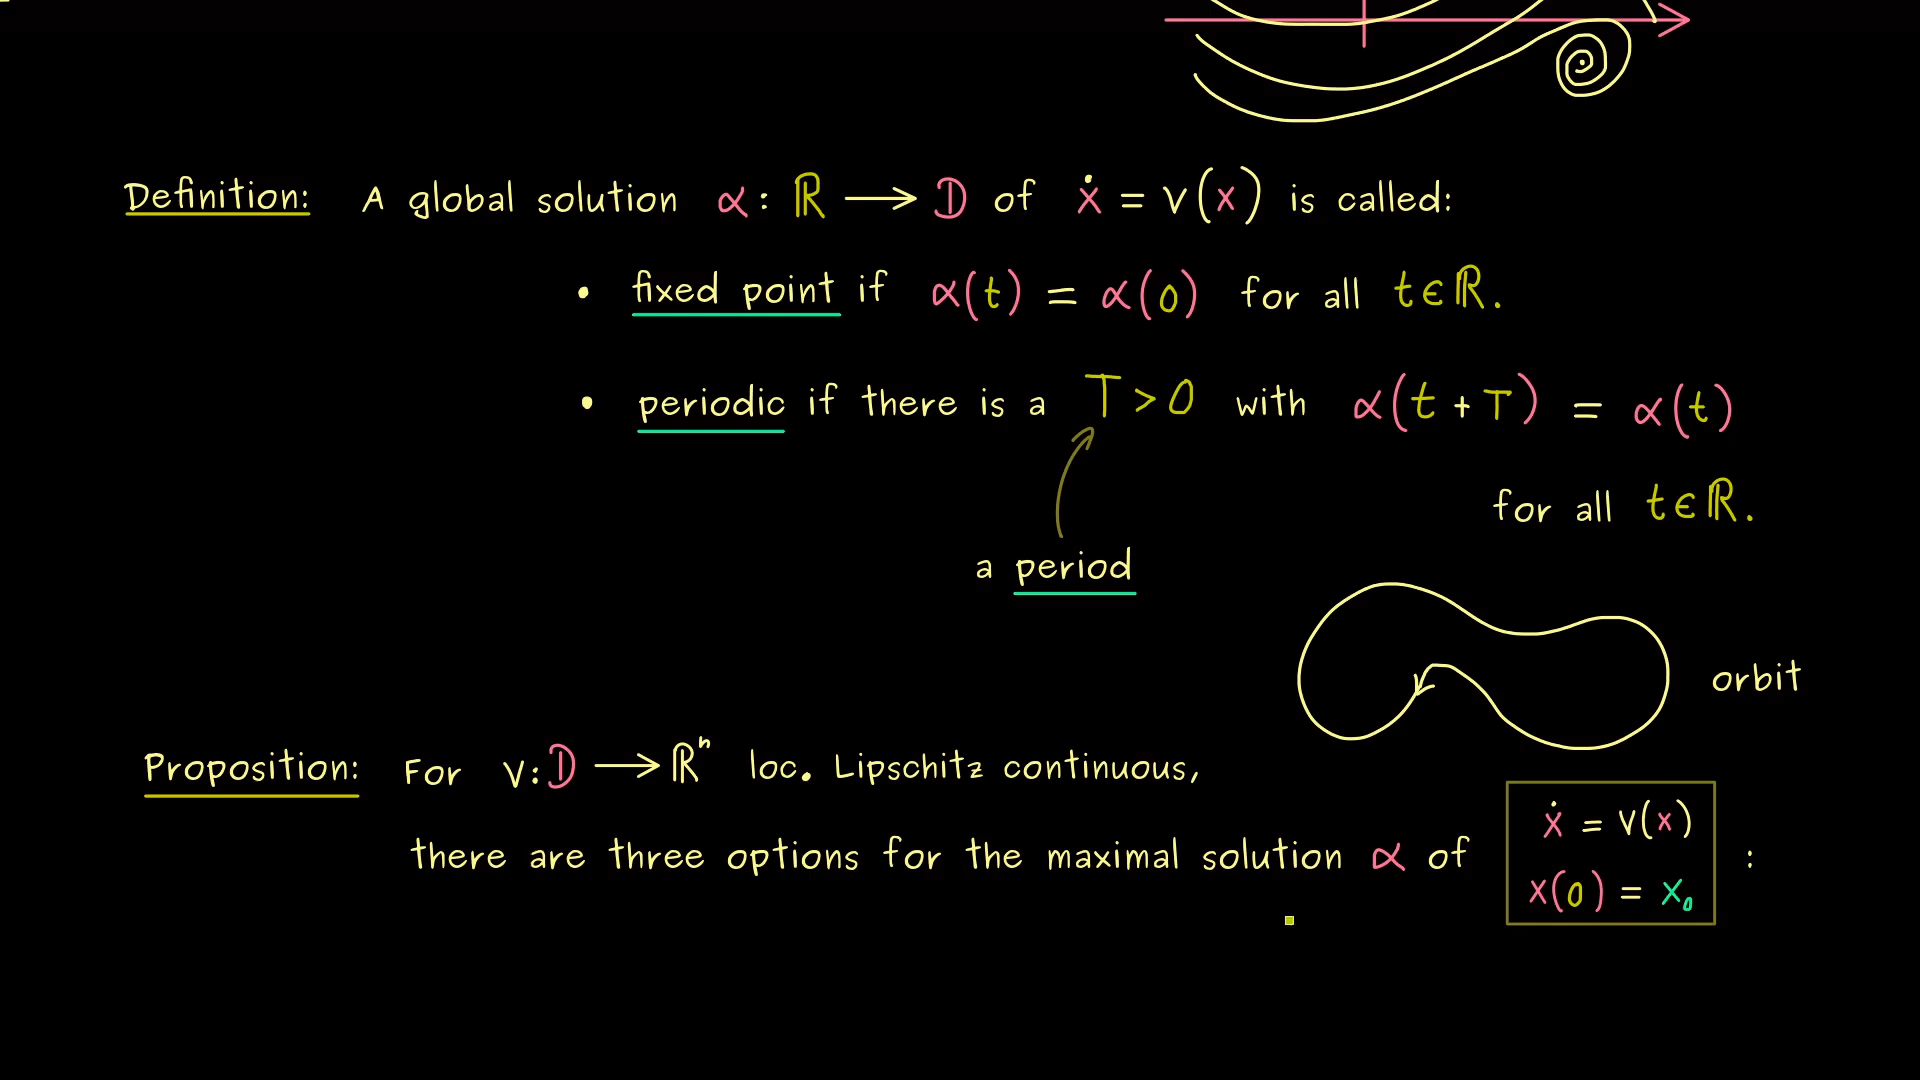 Definition: A global solution α: ℝ ⟶ D of ẋ = v(x) is called:
• fixed point if α(t) = α(0) for all t∈ℝ.
• periodic if there is a T > 0 with α(t + T) = α(t)
for all t∈ℝ.
a period
orbit
Proposition: For v: D ⟶ ℝⁿ loc. Lipschitz continuous,
there are three options for the maximal solution α of ẋ = v(x) :
x(0) = x₀